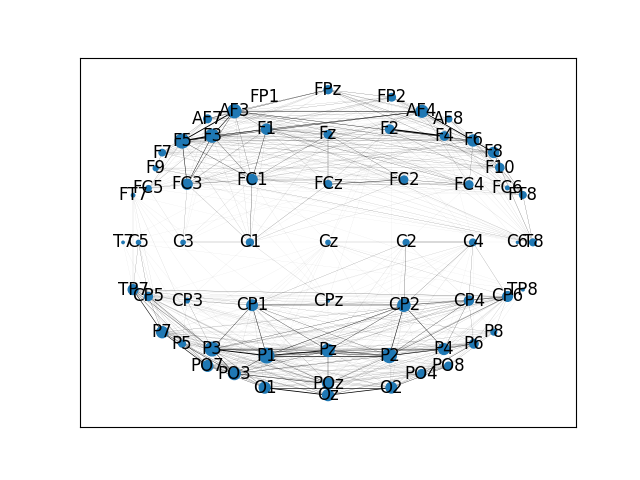 FPz
FP1 FP2
AF3 AF4
AF7 AF8
F5 F3 F1 Fz F2 F4 F6
F7 F8
F9 F10
FC5 FC3 FC1 FCz FC2 FC4 FC6
FT7 FT8
T7 C5 C3 C1 Cz C2 C4 C6 T8
TP7 TP8
CP5 CP3 CP1 CPz CP2 CP4 CP6
P7 P8
P5 P3 P1 Pz P2 P4 P6
PO7 PO8
PO3 PO4
O1 POz O2
Oz